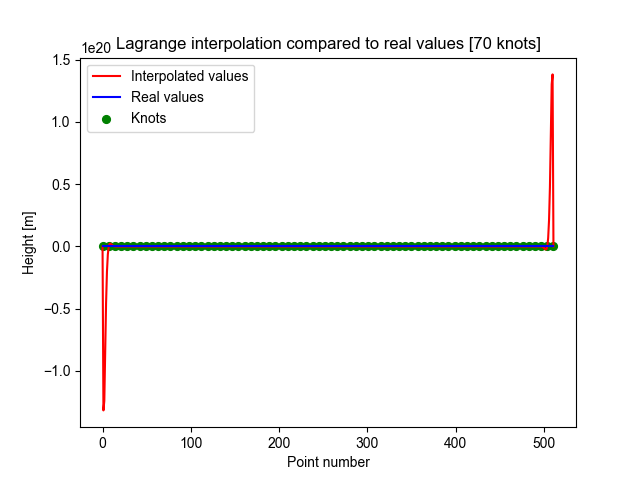 Lagrange interpolation compared to real values [70 knots]
1e20
Interpolated values
Real values
Knots
1.5
1.0
0.5
0.0
−0.5
−1.0
Height [m]
0 100 200 300 400 500
Point number